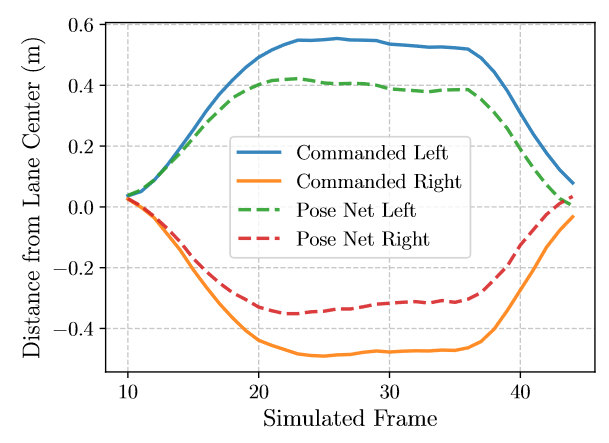 Distance from Lane Center (m)
0.6
0.4
0.2
0.0
−0.2
−0.4
Commanded Left
Commanded Right
Pose Net Left
Pose Net Right
10 20 30 40
Simulated Frame